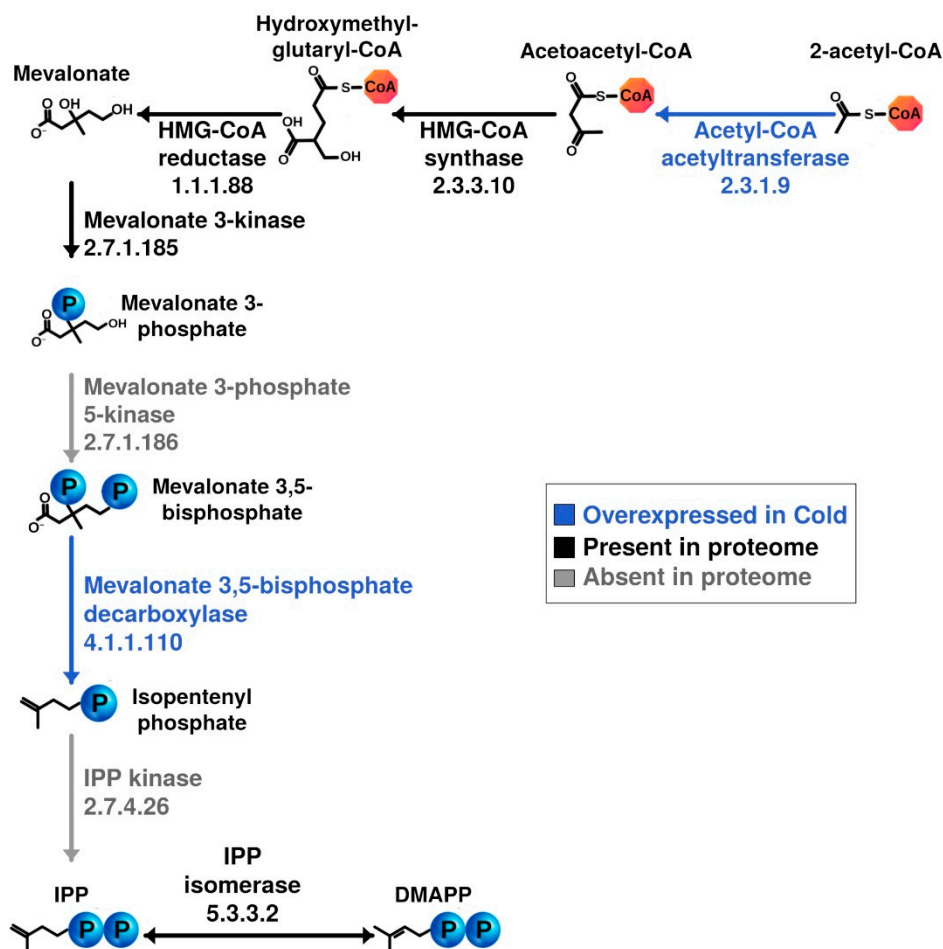 Hydroxymethyl-
glutaryl-CoA
Acetoacetyl-CoA
2-acetyl-CoA
Mevalonate
O
S
CoA
OH
OH
O
O⁻
OH
O
OH
O
S
CoA
O
O
S
CoA
HMG-CoA
reductase
1.1.1.88
HMG-CoA
synthase
2.3.3.10
Acetyl-CoA
acetyltransferase
2.3.1.9
Mevalonate 3-kinase
2.7.1.185
P
O
O⁻
OH
Mevalonate 3-
phosphate
Mevalonate 3-phosphate
5-kinase
2.7.1.186
P
P
O
O⁻
Mevalonate 3,5-
bisphosphate
Overexpressed in Cold
Present in proteome
Absent in proteome
Mevalonate 3,5-bisphosphate
decarboxylase
4.1.1.110
P
Isopentenyl
phosphate
IPP kinase
2.7.4.26
IPP
isomerase
5.3.3.2
IPP
P P
DMAPP
P P